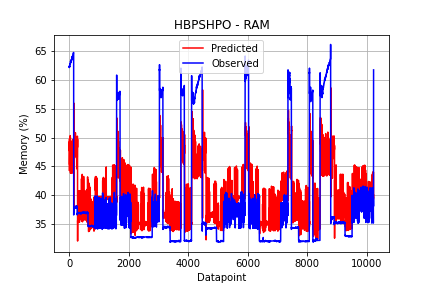 HBPSHPO - RAM
Predicted
Observed
Memory (%)
65
60
55
50
45
40
35
0
2000
4000
6000
8000
10000
Datapoint